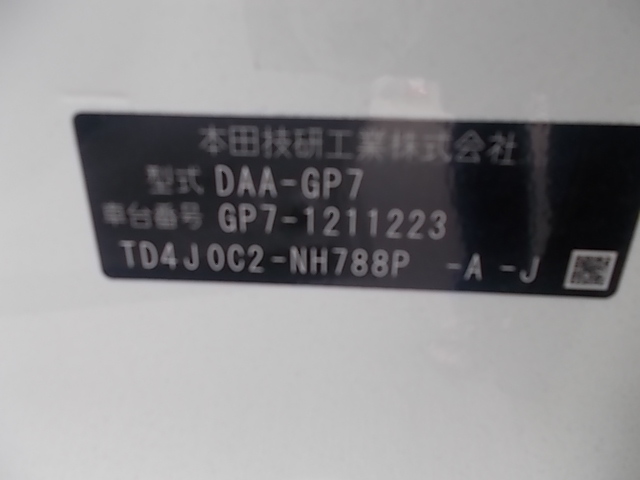 本田技研工業株式会社
型式 DAA-GP7
車台番号 GP7-1211223
TD4J0C2-NH788P -A -J